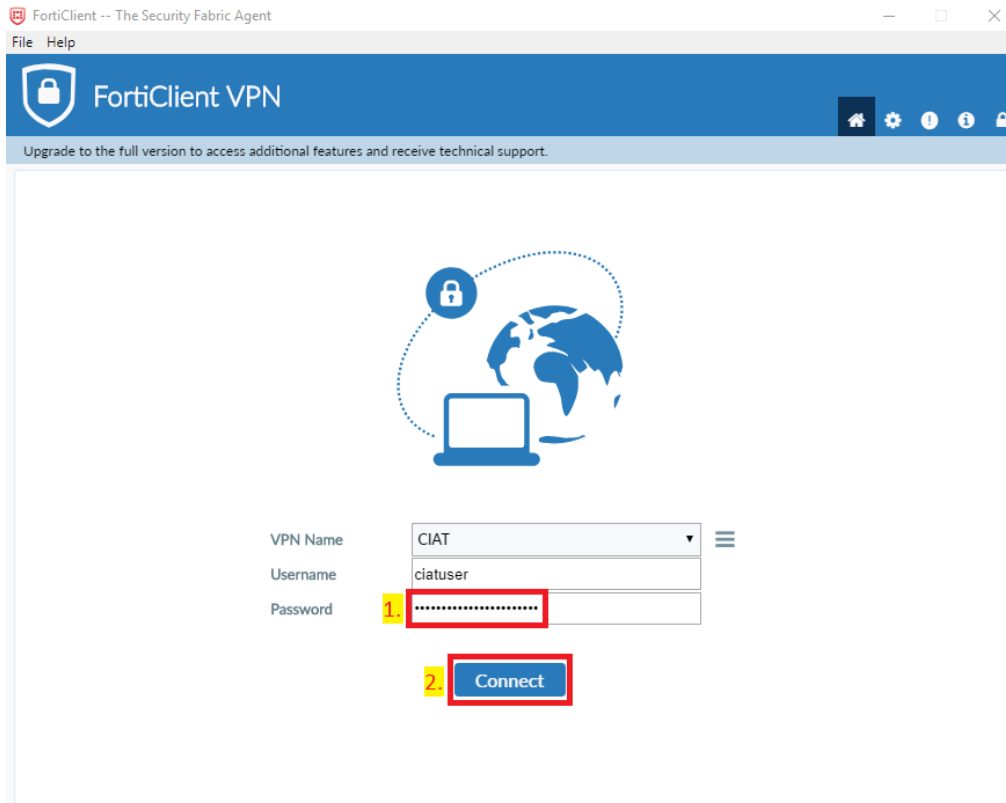 FortiClient -- The Security Fabric Agent
File Help
FortiClient VPN
Upgrade to the full version to access additional features and receive technical support.
VPN Name CIAT
Username ciatuser
Password 1. •••••••••••••••••••••••
2. Connect